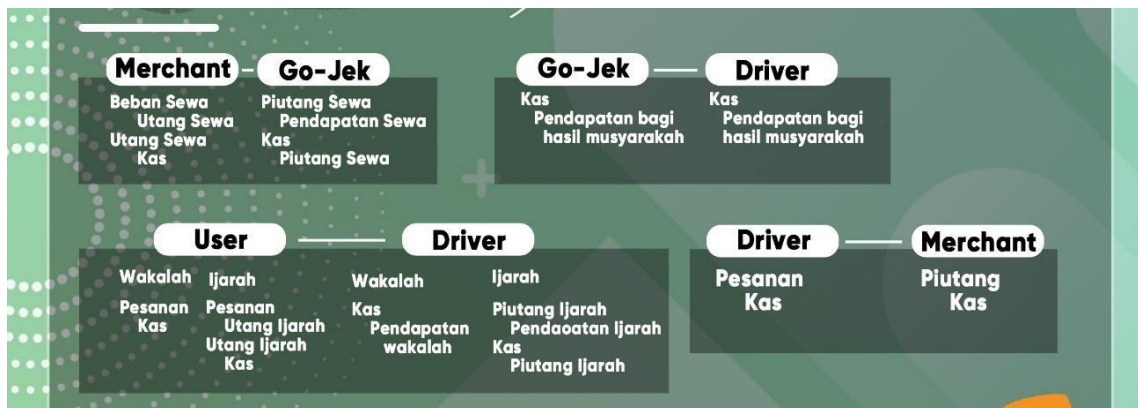 Merchant
Go-Jek
Beban Sewa
Utang Sewa
Utang Sewa
Kas
Piutang Sewa
Pendapatan Sewa
Kas
Piutang Sewa
Go-Jek
Driver
Kas
Pendapatan bagi
hasil musyarakah
Kas
Pendapatan bagi
hasil musyarakah
User
Driver
Wakalah
Pesanan
Kas
Ijarah
Pesanan
Utang Ijarah
Utang Ijarah
Kas
Wakalah
Kas
Pendapatan
wakalah
Ijarah
Piutang Ijarah
Pendaoatan Ijarah
Kas
Piutang Ijarah
Driver
Merchant
Pesanan
Kas
Piutang
Kas